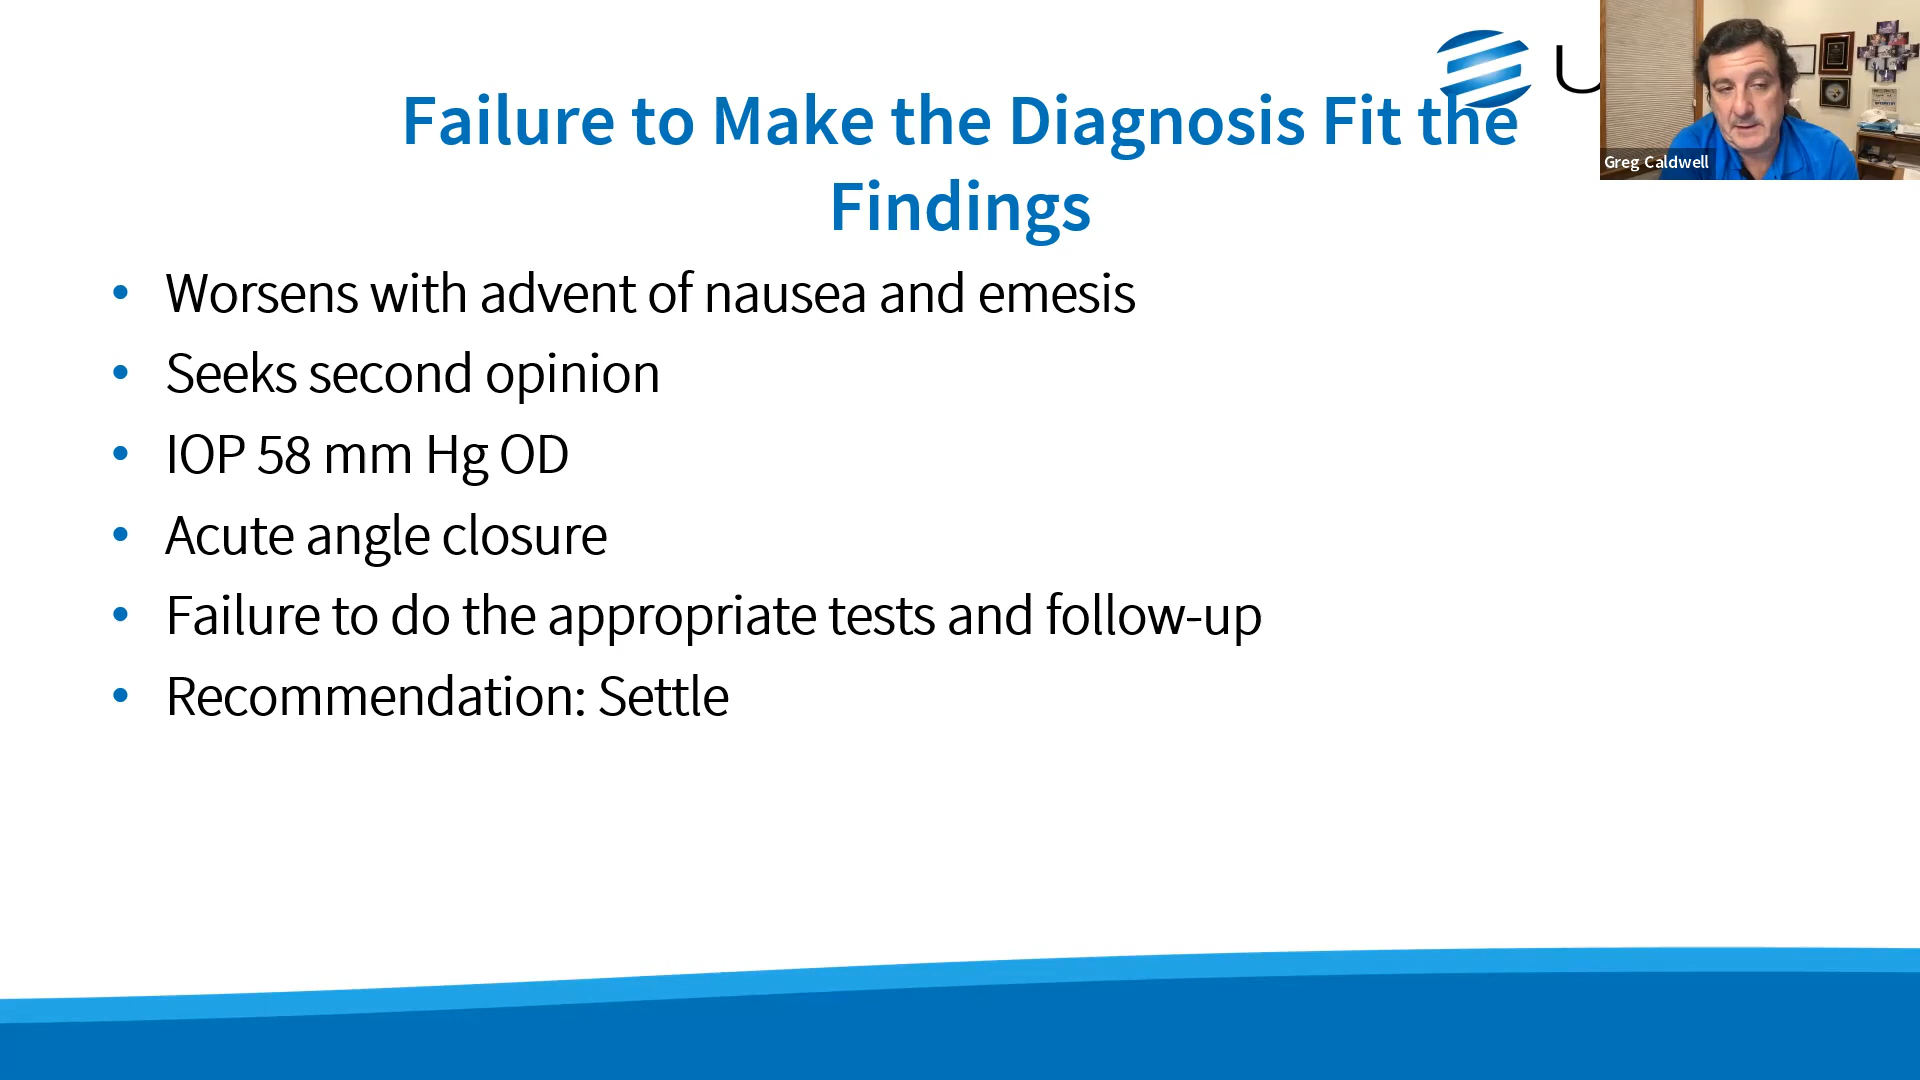 Failure to Make the Diagnosis Fit the
Findings
• Worsens with advent of nausea and emesis
• Seeks second opinion
• IOP 58 mm Hg OD
• Acute angle closure
• Failure to do the appropriate tests and follow-up
• Recommendation: Settle
U
Greg Caldwell